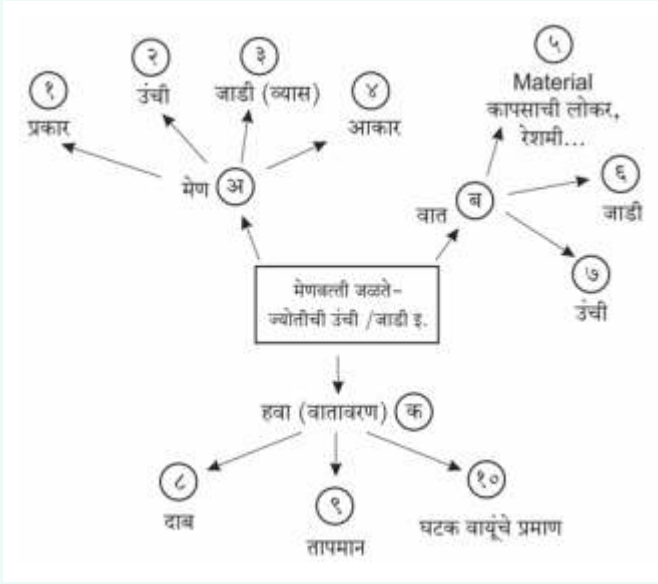 १
प्रकार
२
उंची
३
जाडी (व्यास)
४
आकार
मेण अ
५
Material
कापसाची लोकर,
रेशमी...
वात ब
६
जाडी
७
उंची
मेणबत्ती जळते-
ज्योतीची उंची /जाडी इ.
हवा (वातावरण) क
८
दाब
९
तापमान
१०
घटक वायूंचे प्रमाण